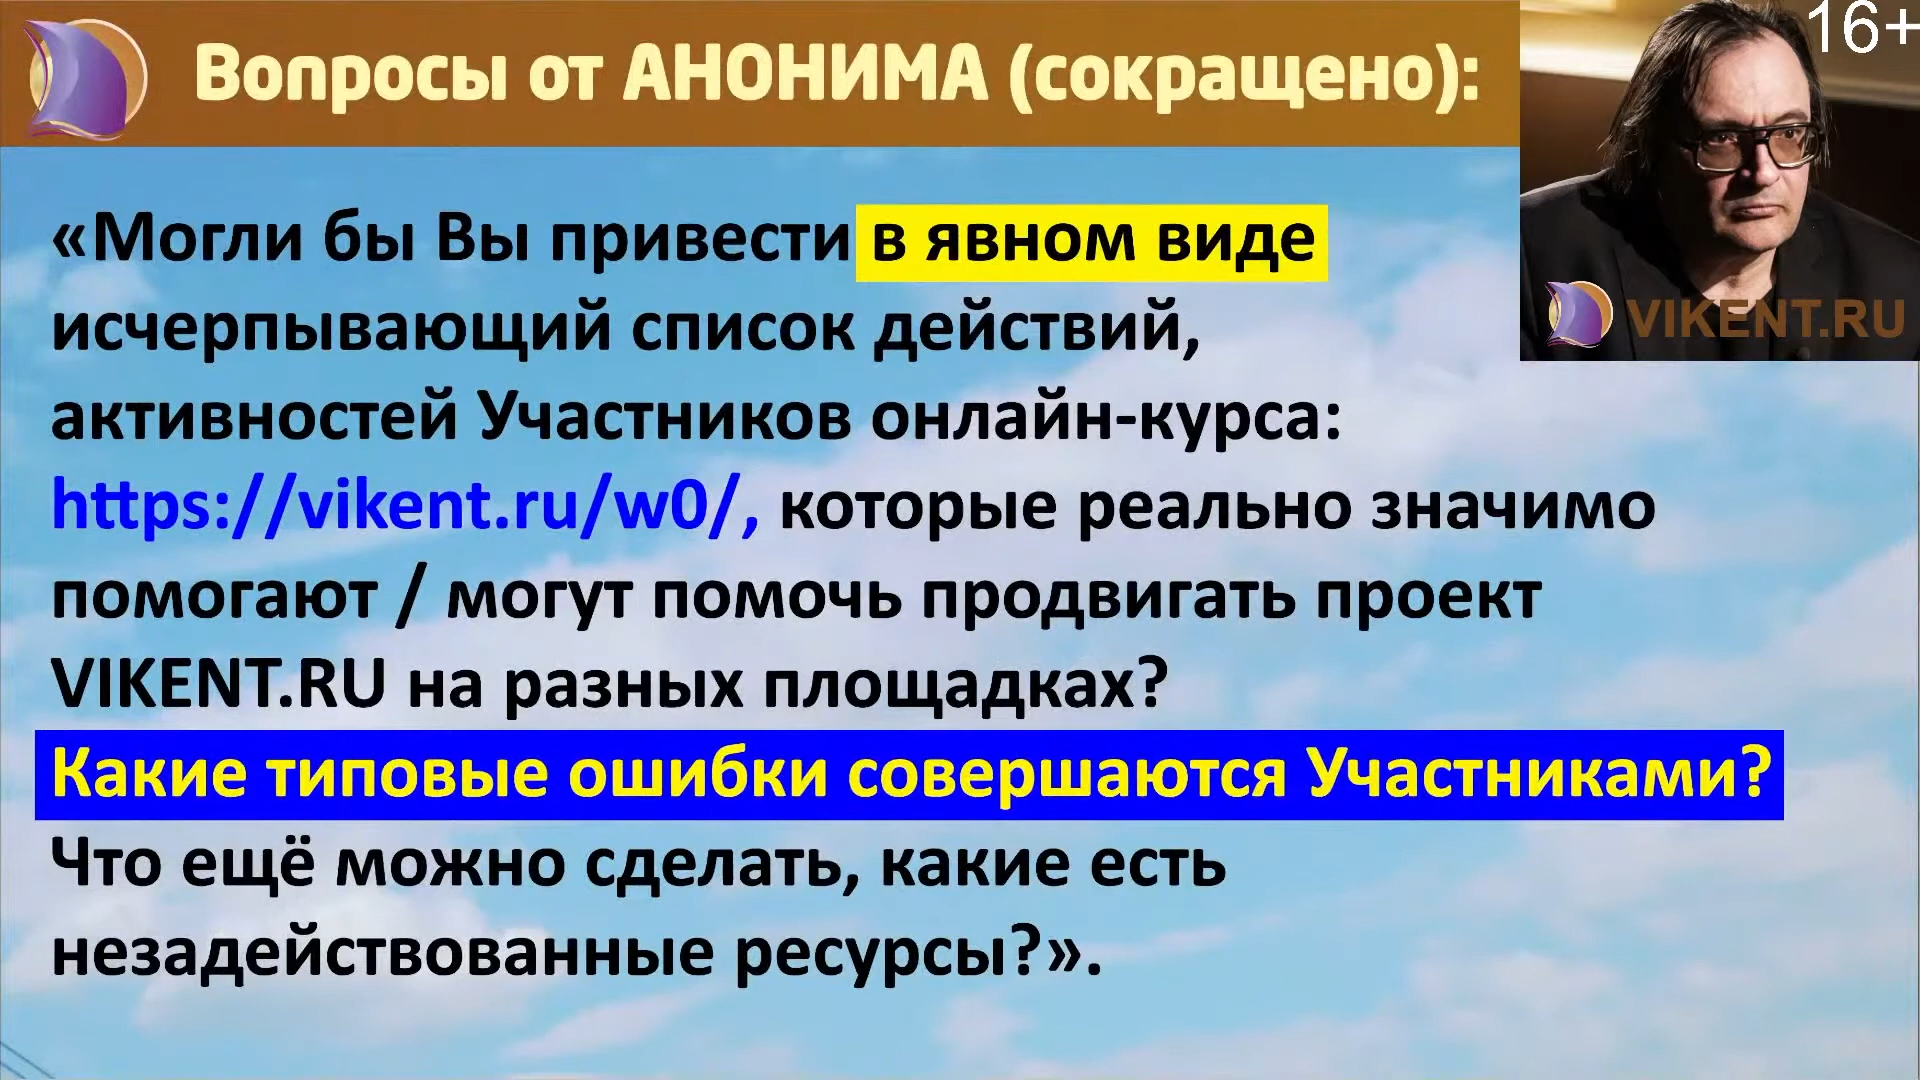 Вопросы от АНОНИМА (сокращено):
16+
VIKENT.RU
«Могли бы Вы привести в явном виде
исчерпывающий список действий,
активностей Участников онлайн-курса:
https://vikent.ru/w0/, которые реально значимо
помогают / могут помочь продвигать проект
VIKENT.RU на разных площадках?
Какие типовые ошибки совершаются Участниками?
Что ещё можно сделать, какие есть
незадействованные ресурсы?».